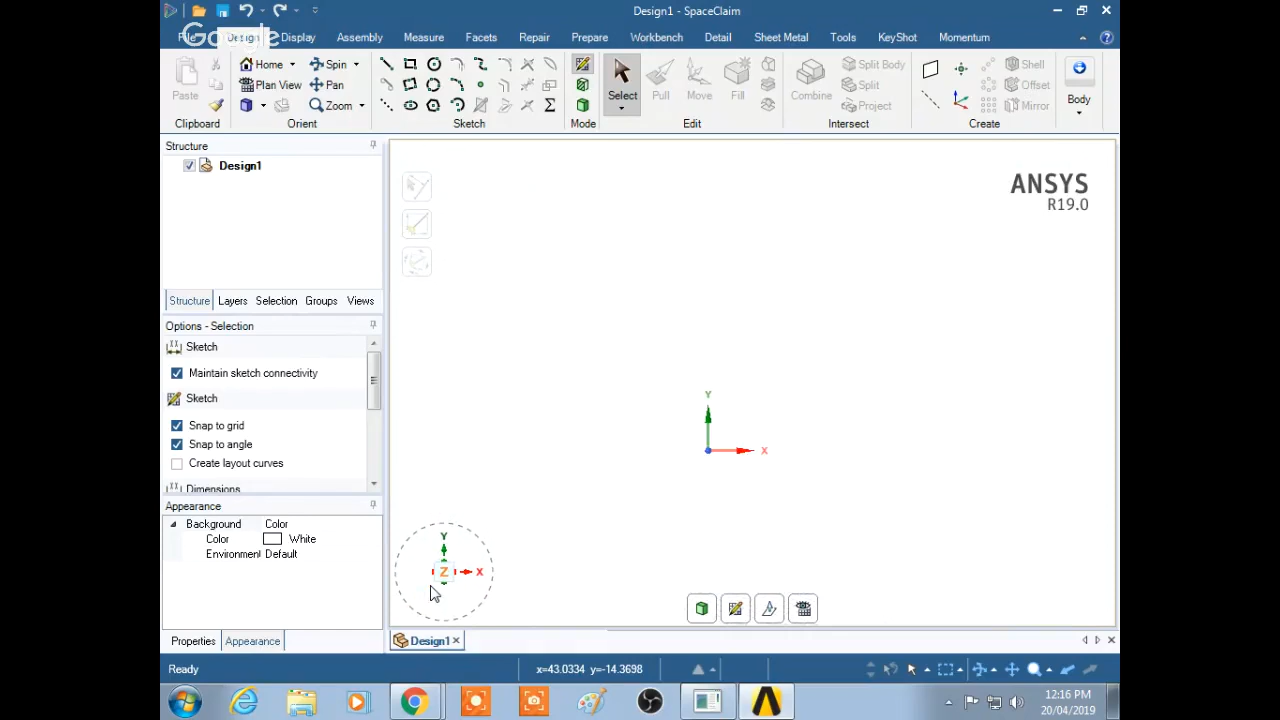 Design1 - SpaceClaim
Google
Design Display Assembly Measure Facets Repair Prepare Workbench Detail Sheet Metal Tools KeyShot Momentum
Home Spin
Plan View Pan
Zoom
Paste
Select Pull Move Fill
Combine
Split Body
Split
Project
Shell
Offset
Mirror
Body
Clipboard Orient Sketch Mode Edit Intersect Create
Structure
Design1
ANSYS
R19.0
Structure Layers Selection Groups Views
Options - Selection
Sketch
Maintain sketch connectivity
Sketch
Snap to grid
Snap to angle
Create layout curves
Dimensions
Y
X
Appearance
Background Color
Color White
Environment Default
Y
Z X
Properties Appearance
Design1
Ready x=43.0334 y=-14.3698
12:16 PM
20/04/2019